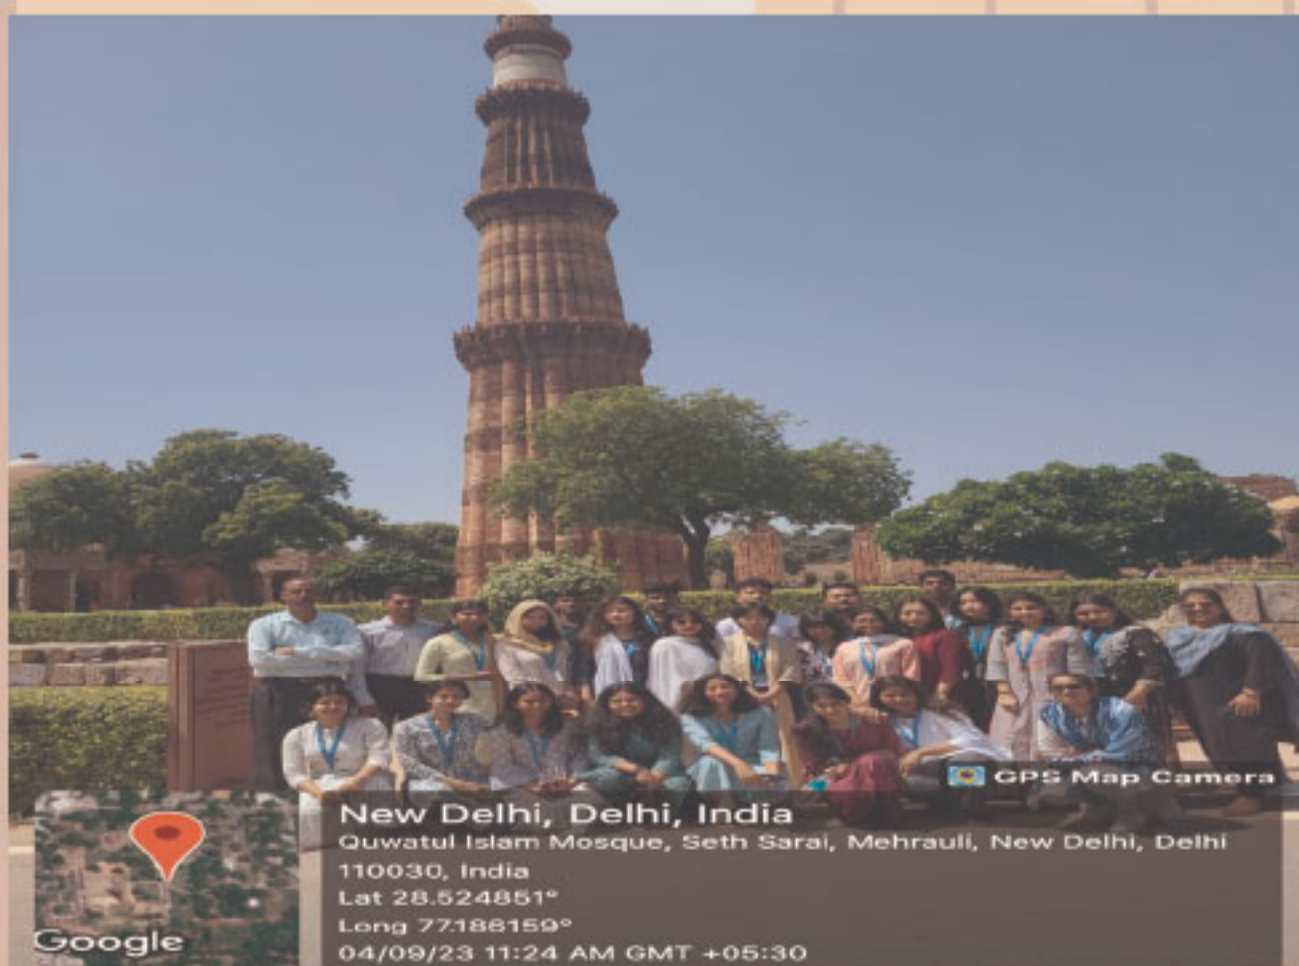 GPS Map Camera
New Delhi, Delhi, India
Quwatul Islam Mosque, Seth Sarai, Mehrauli, New Delhi, Delhi
110030, India
Lat 28.524851°
Long 77.186159°
04/09/23 11:24 AM GMT +05:30
Google